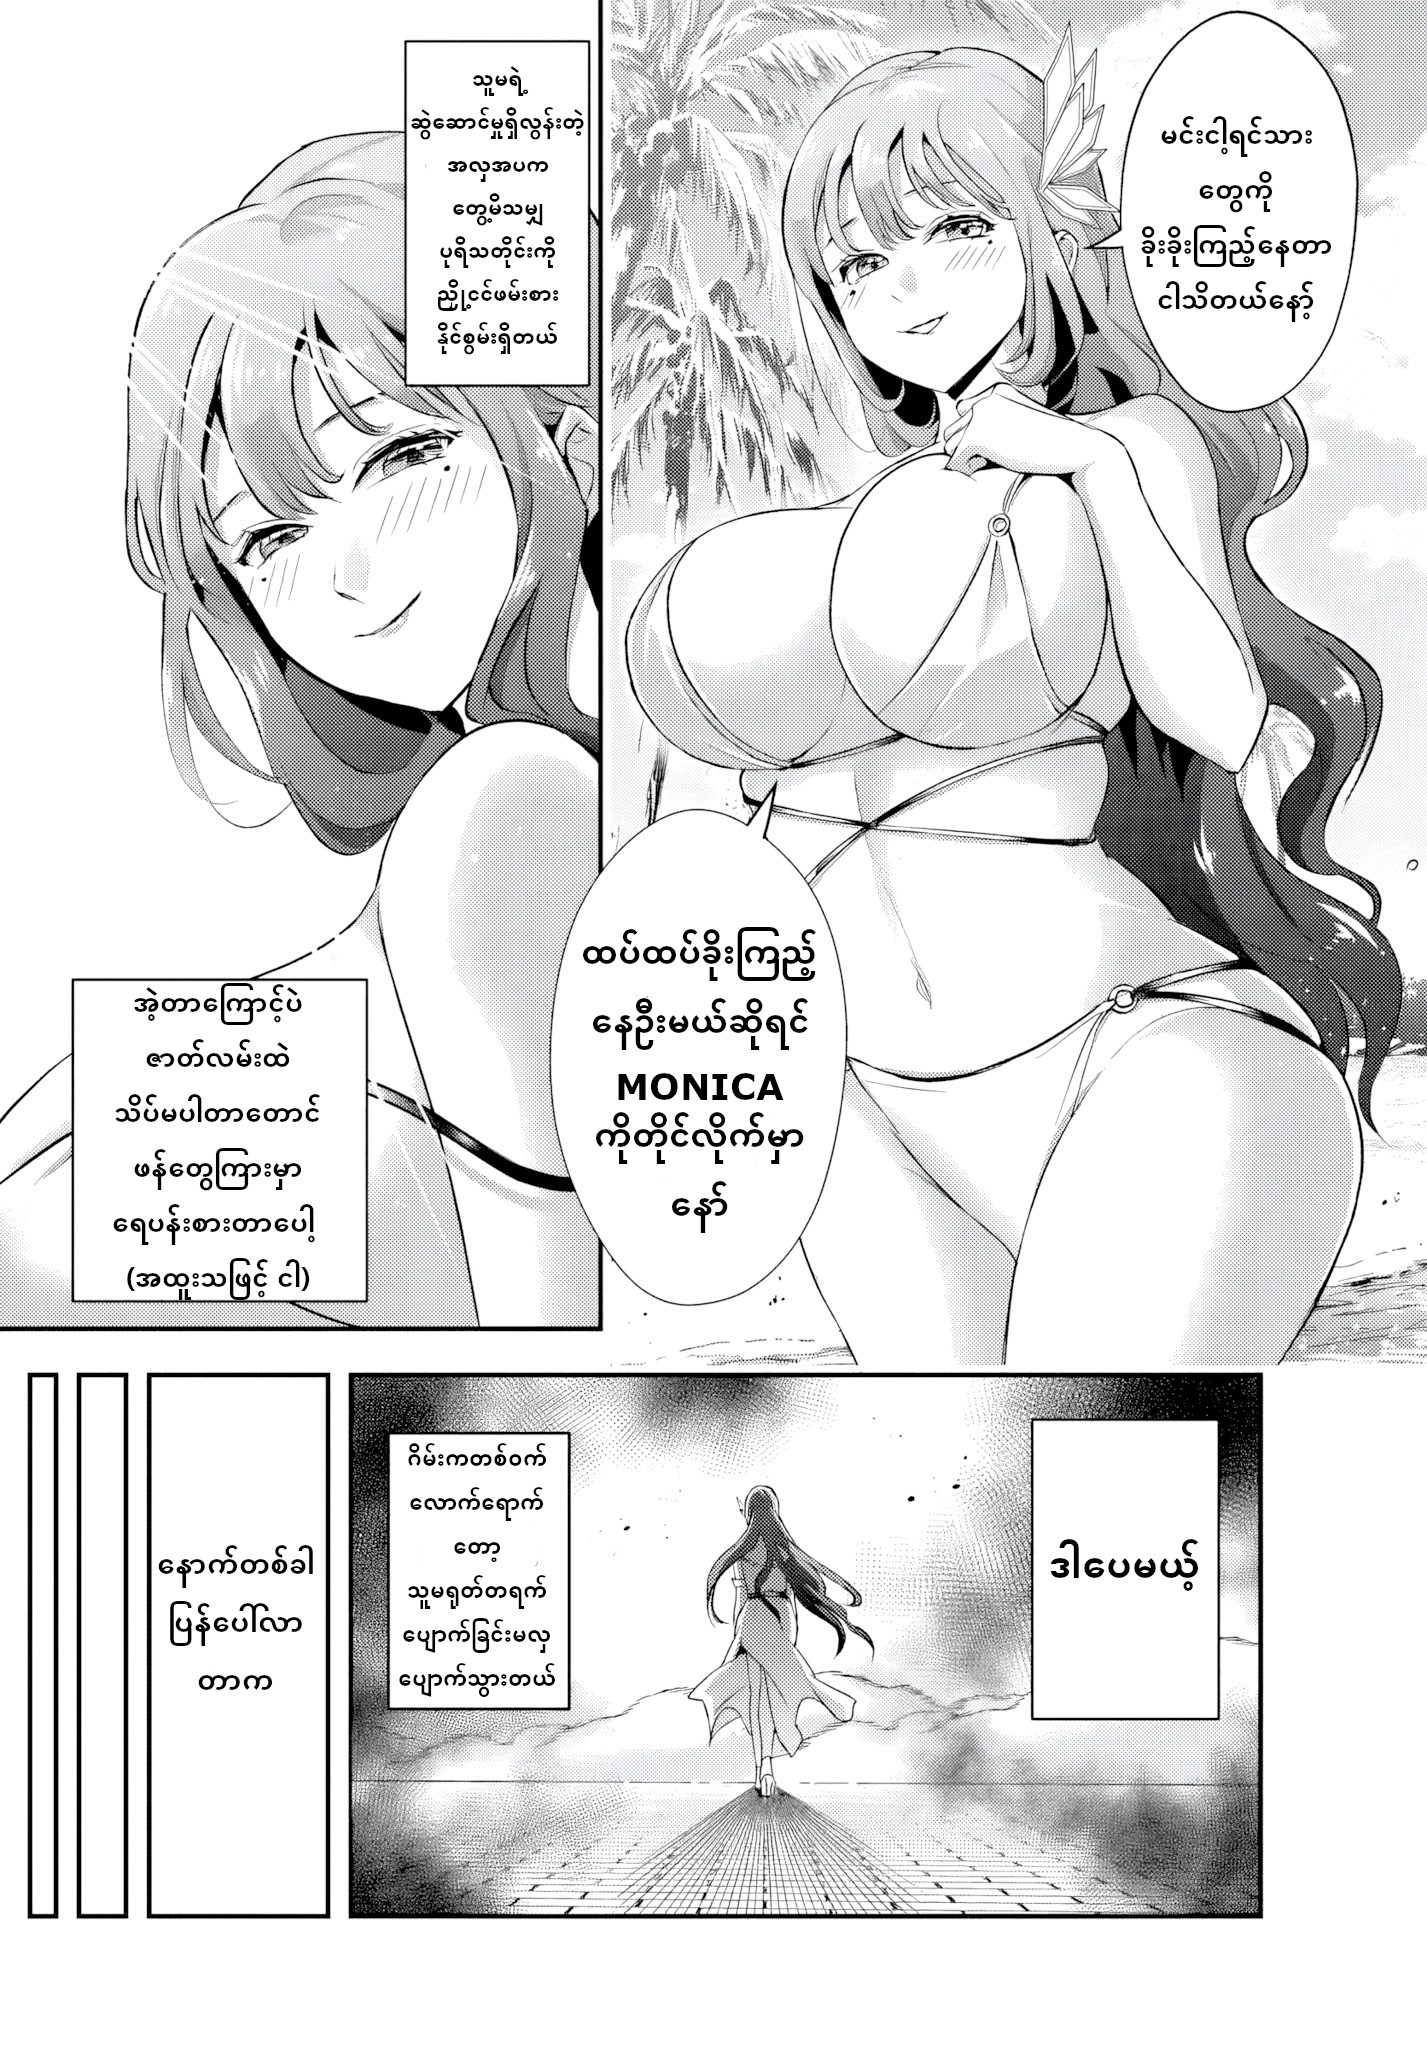 မင်းငါ့ရင်သား
တွေကို
ခိုးခိုးကြည့်နေတာ
ငါသိတယ်နော့်
ထပ်ထပ်ခိုးကြည့်
နေဦးမယ်ဆိုရင်
MONICA
ကိုတိုင်လိုက်မှာ
နော်
သူမရဲ့
ဆွဲဆောင်မှုရှိလွန်းတဲ့
အလှအပက
တွေ့မိသမျှ
ပုရိသတိုင်းကို
ညှို့ငင်ဖမ်းစား
နိုင်စွမ်းရှိတယ်
အဲ့တာကြောင့်ပဲ
ဇာတ်လမ်းထဲ
သိပ်မပါတာတောင်
ဖန်တွေကြားမှာ
ရေပန်းစားတာပေါ့
(အထူးသဖြင့် ငါ)
ဒါပေမယ့်
ဂိမ်းကတစ်ဝက်
လောက်ရောက်
တော့
သူမရုတ်တရက်
ပျောက်ခြင်းမလှ
ပျောက်သွားတယ်
နောက်တစ်ခါ
ပြန်ပေါ်လာ
တာက